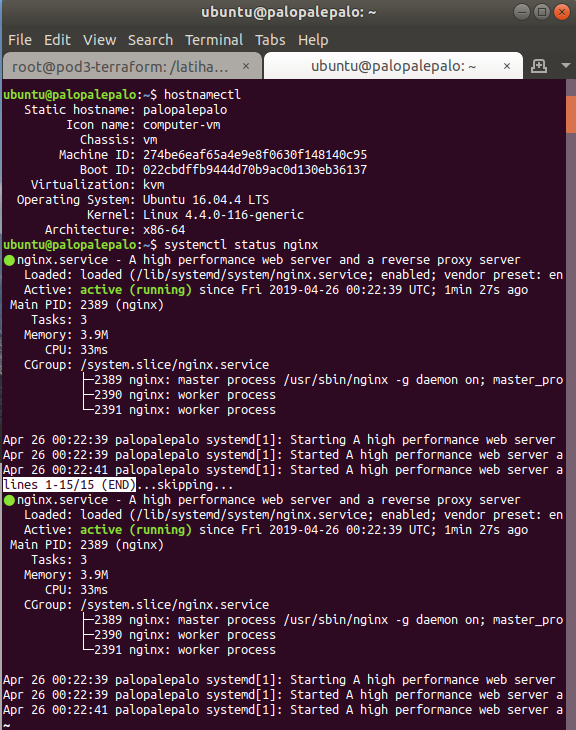 ubuntu@palopalepalo: ~
File Edit View Search Terminal Tabs Help
root@pod3-terraform: /latiha... × ubuntu@palopalepalo: ~ ×
ubuntu@palopalepalo:~$ hostnamectl
   Static hostname: palopalepalo
         Icon name: computer-vm
           Chassis: vm
        Machine ID: 274be6eaf65a4e9e8f0630f148140c95
           Boot ID: 022cbdffb9444d70b9ac0d130eb36137
    Virtualization: kvm
  Operating System: Ubuntu 16.04.4 LTS
            Kernel: Linux 4.4.0-116-generic
      Architecture: x86-64
ubuntu@palopalepalo:~$ systemctl status nginx
● nginx.service - A high performance web server and a reverse proxy server
   Loaded: loaded (/lib/systemd/system/nginx.service; enabled; vendor preset: en
   Active: active (running) since Fri 2019-04-26 00:22:39 UTC; 1min 27s ago
 Main PID: 2389 (nginx)
    Tasks: 3
   Memory: 3.9M
      CPU: 33ms
   CGroup: /system.slice/nginx.service
           ├─2389 nginx: master process /usr/sbin/nginx -g daemon on; master_pro
           ├─2390 nginx: worker process
           └─2391 nginx: worker process

Apr 26 00:22:39 palopalepalo systemd[1]: Starting A high performance web server
Apr 26 00:22:39 palopalepalo systemd[1]: Started A high performance web server a
Apr 26 00:22:41 palopalepalo systemd[1]: Started A high performance web server a
lines 1-15/15 (END)...skipping...
● nginx.service - A high performance web server and a reverse proxy server
   Loaded: loaded (/lib/systemd/system/nginx.service; enabled; vendor preset: en
   Active: active (running) since Fri 2019-04-26 00:22:39 UTC; 1min 27s ago
 Main PID: 2389 (nginx)
    Tasks: 3
   Memory: 3.9M
      CPU: 33ms
   CGroup: /system.slice/nginx.service
           ├─2389 nginx: master process /usr/sbin/nginx -g daemon on; master_pro
           ├─2390 nginx: worker process
           └─2391 nginx: worker process

Apr 26 00:22:39 palopalepalo systemd[1]: Starting A high performance web server
Apr 26 00:22:39 palopalepalo systemd[1]: Started A high performance web server a
Apr 26 00:22:41 palopalepalo systemd[1]: Started A high performance web server a
~